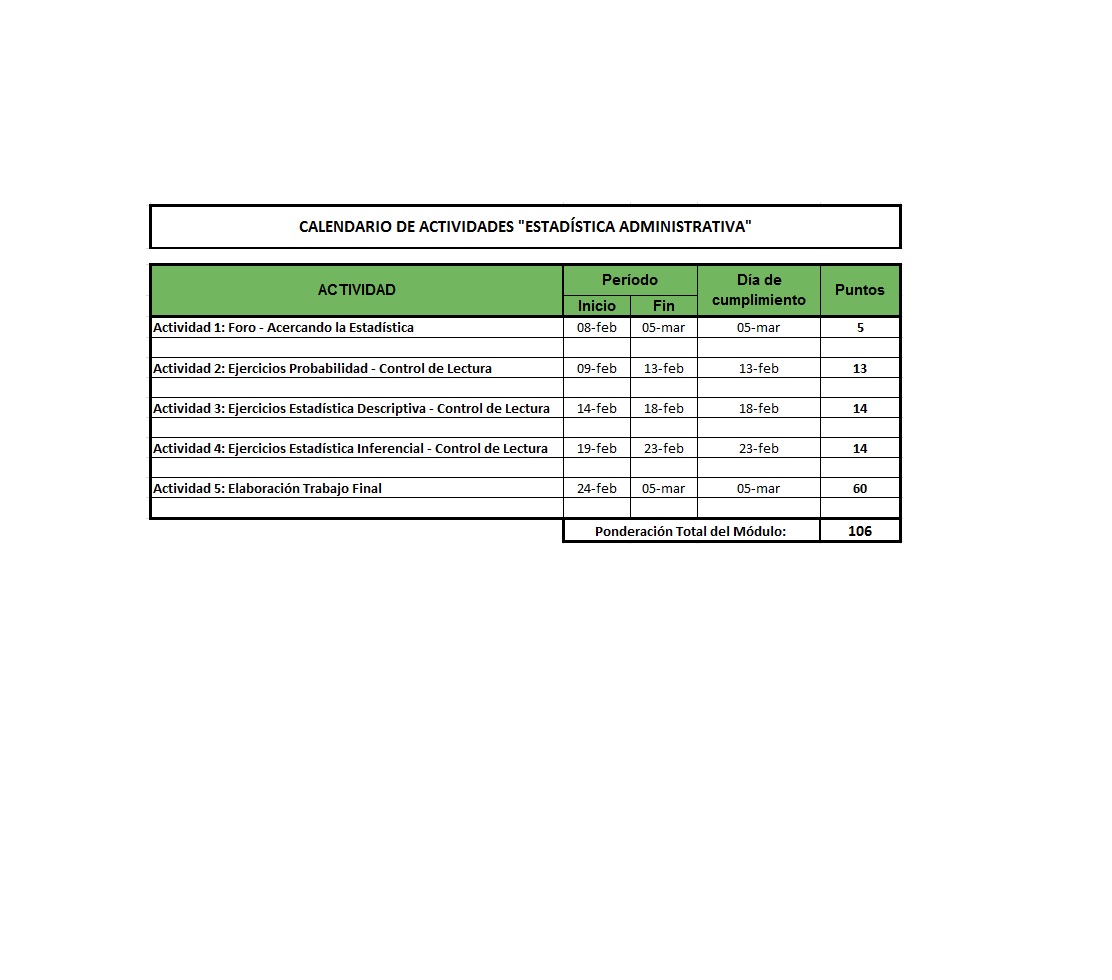 CALENDARIO DE ACTIVIDADES "ESTADÍSTICA ADMINISTRATIVA"
ACTIVIDAD Período Día de cumplimiento Puntos
Inicio Fin
Actividad 1: Foro - Acercando la Estadística 08-feb 05-mar 05-mar 5
Actividad 2: Ejercicios Probabilidad - Control de Lectura 09-feb 13-feb 13-feb 13
Actividad 3: Ejercicios Estadística Descriptiva - Control de Lectura 14-feb 18-feb 18-feb 14
Actividad 4: Ejercicios Estadística Inferencial - Control de Lectura 19-feb 23-feb 23-feb 14
Actividad 5: Elaboración Trabajo Final 24-feb 05-mar 05-mar 60
Ponderación Total del Módulo: 106